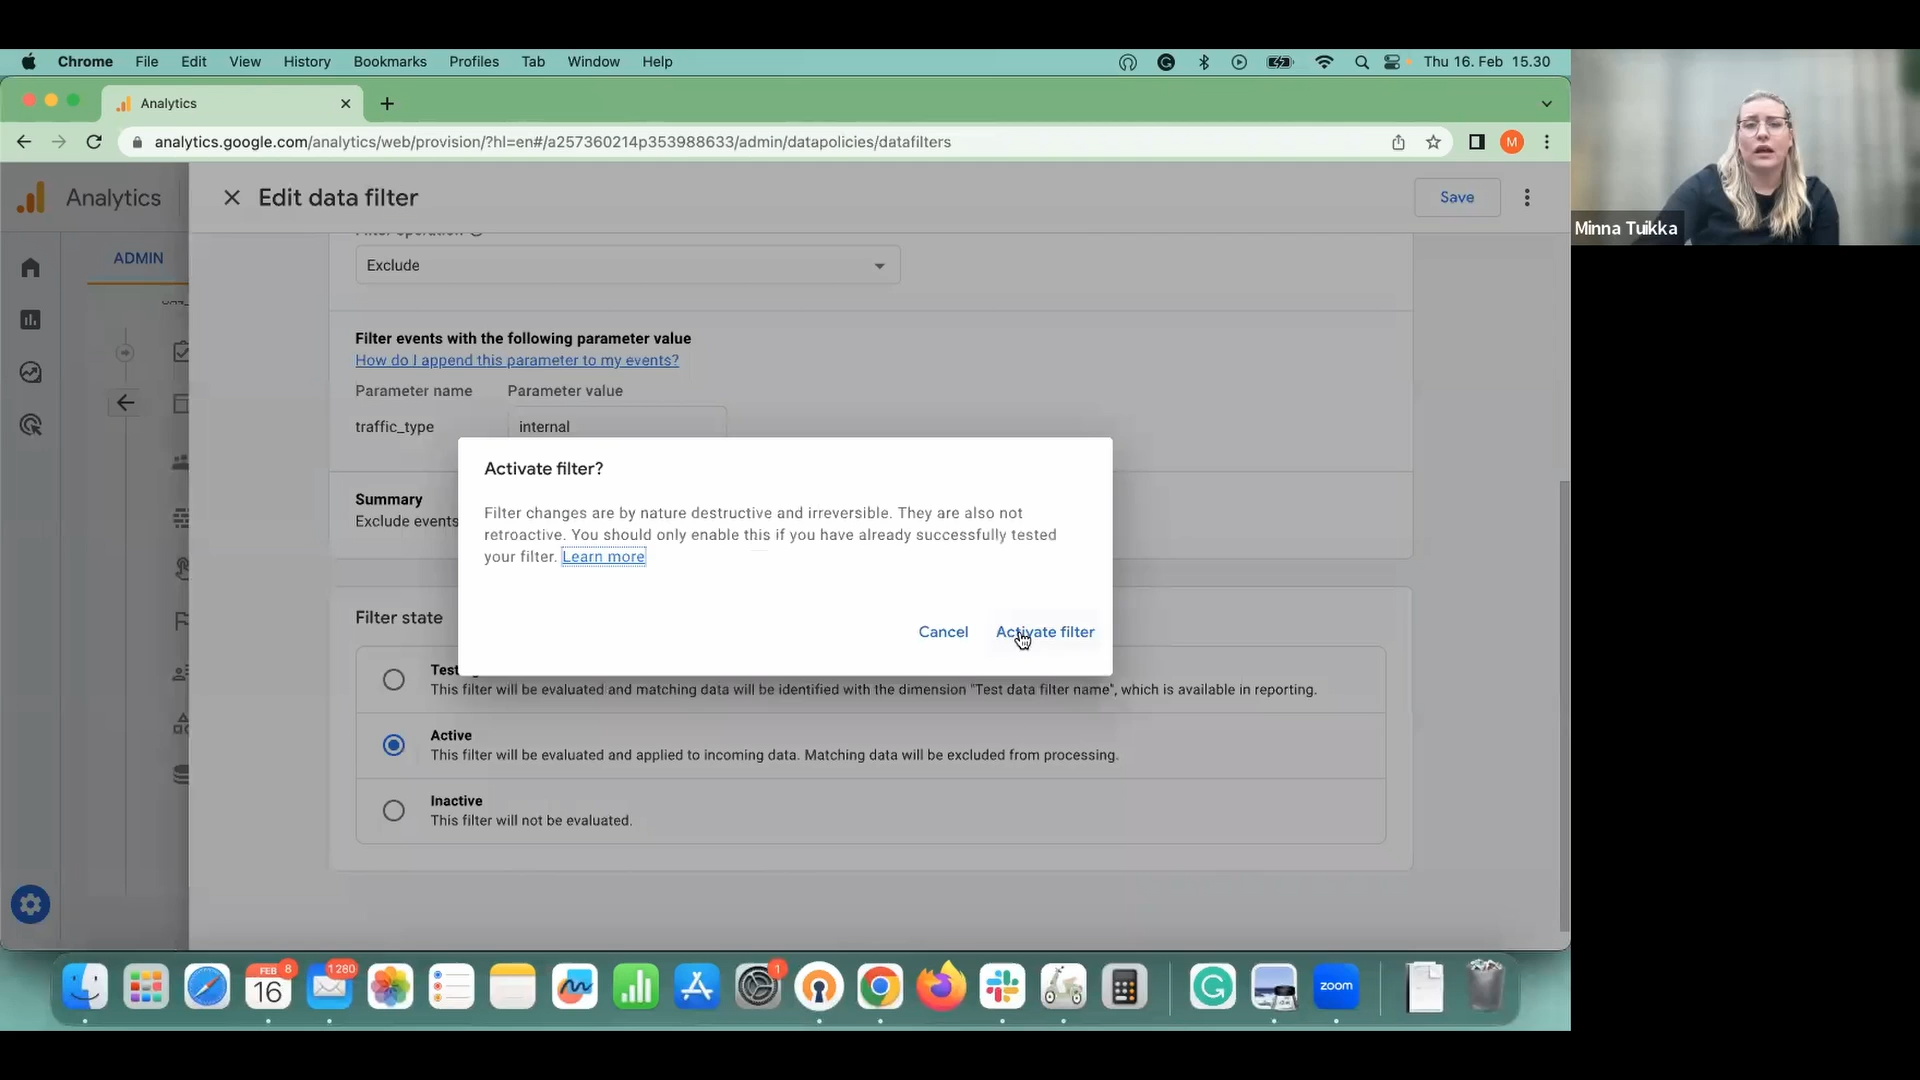 Chrome File Edit View History Bookmarks Profiles Tab Window Help Thu 16. Feb 15.30
Analytics
analytics.google.com/analytics/web/provision/?hl=en#/a257360214p353988633/admin/datapolicies/datafilters M
Analytics Edit data filter Save
Minna Tuikka
ADMIN
Exclude
Filter events with the following parameter value
How do I append this parameter to my events?
Parameter name Parameter value
traffic_type internal
Activate filter?
Summary
Exclude events
Filter changes are by nature destructive and irreversible. They are also not
retroactive. You should only enable this if you have already successfully tested
your filter. Learn more
Filter state
Cancel Activate filter
Test
This filter will be evaluated and matching data will be identified with the dimension "Test data filter name", which is available in reporting.
Active
This filter will be evaluated and applied to incoming data. Matching data will be excluded from processing.
Inactive
This filter will not be evaluated.
FEB 8
16
1 280
1
zoom